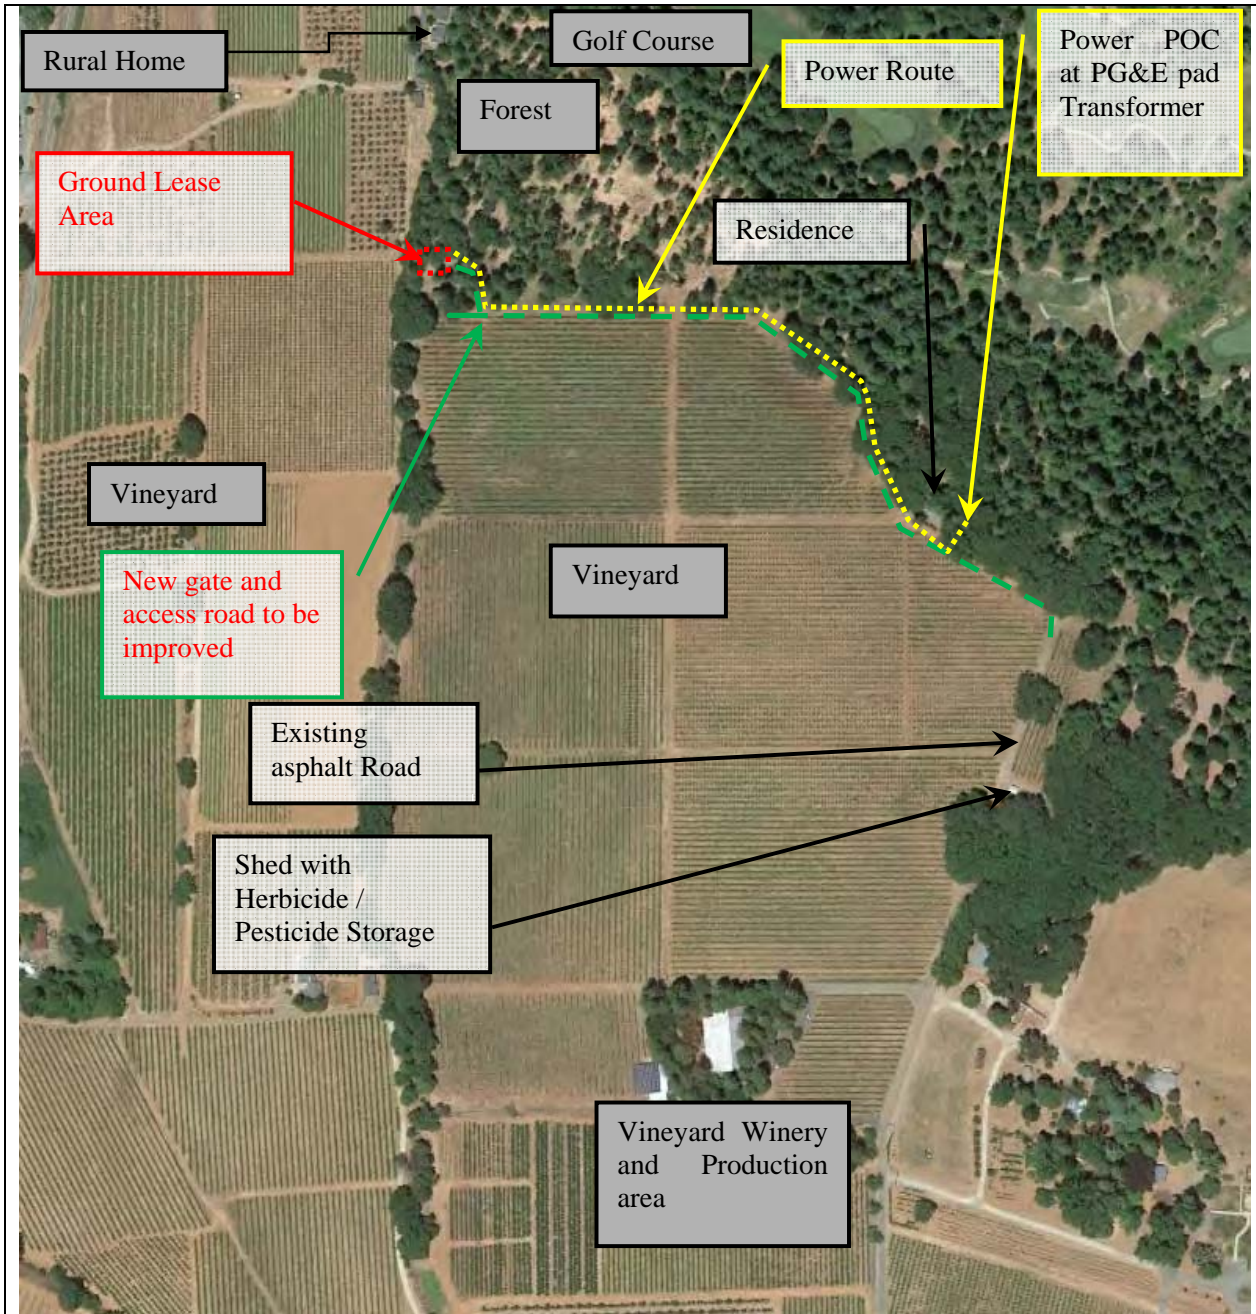 Rural Home
Golf Course
Power Route
Power POC
at PG&E pad
Transformer
Forest
Ground Lease
Area
Residence
Vineyard
New gate and
access road to be
improved
Vineyard
Existing
asphalt Road
Shed with
Herbicide /
Pesticide Storage
Vineyard Winery
and Production
area